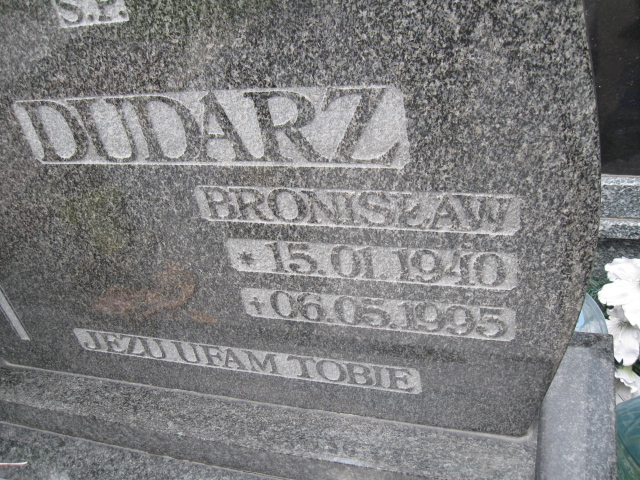 Ś.P.
DUDARZ
BRONISŁAW
* 15.01.1940
+ 06.05.1995
JEZU UFAM TOBIE